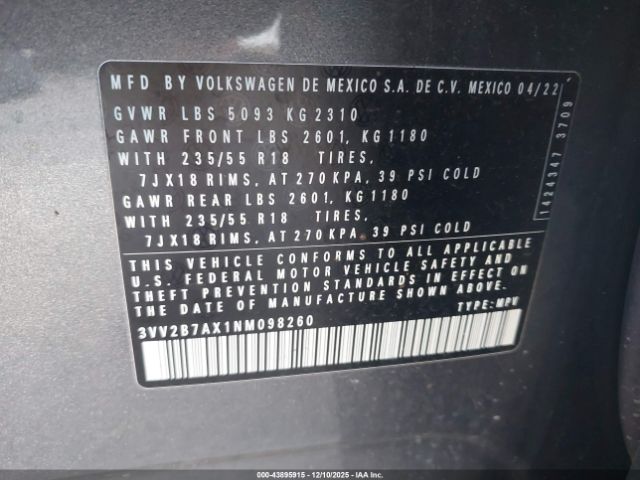 MFD BY VOLKSWAGEN DE MEXICO S.A. DE C.V. MEXICO 04/22
GVWR LBS 5093 KG 2310
GAWR FRONT LBS 2601, KG 1180
WITH 235/55 R18 TIRES,
7JX18 RIMS, AT 270 KPA, 39 PSI COLD
GAWR REAR LBS 2601, KG 1180
WITH 235/55 R18 TIRES,
7JX18 RIMS, AT 270 KPA, 39 PSI COLD
THIS VEHICLE CONFORMS TO ALL APPLICABLE
U.S. FEDERAL MOTOR VEHICLE SAFETY AND
THEFT PREVENTION STANDARDS IN EFFECT ON
THE DATE OF MANUFACTURE SHOWN ABOVE.
3VV2B7AX1NM098260 TYPE: MPV
1424347 3709
000-43895915 - 12/10/2025 - IAA Inc.